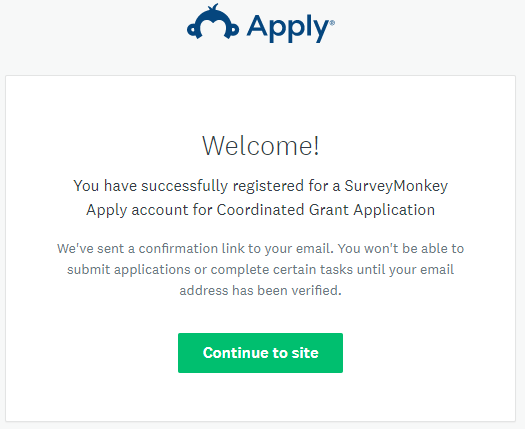 Apply®
Welcome!
You have successfully registered for a SurveyMonkey
Apply account for Coordinated Grant Application
We've sent a confirmation link to your email. You won't be able to
submit applications or complete certain tasks until your email
address has been verified.
Continue to site